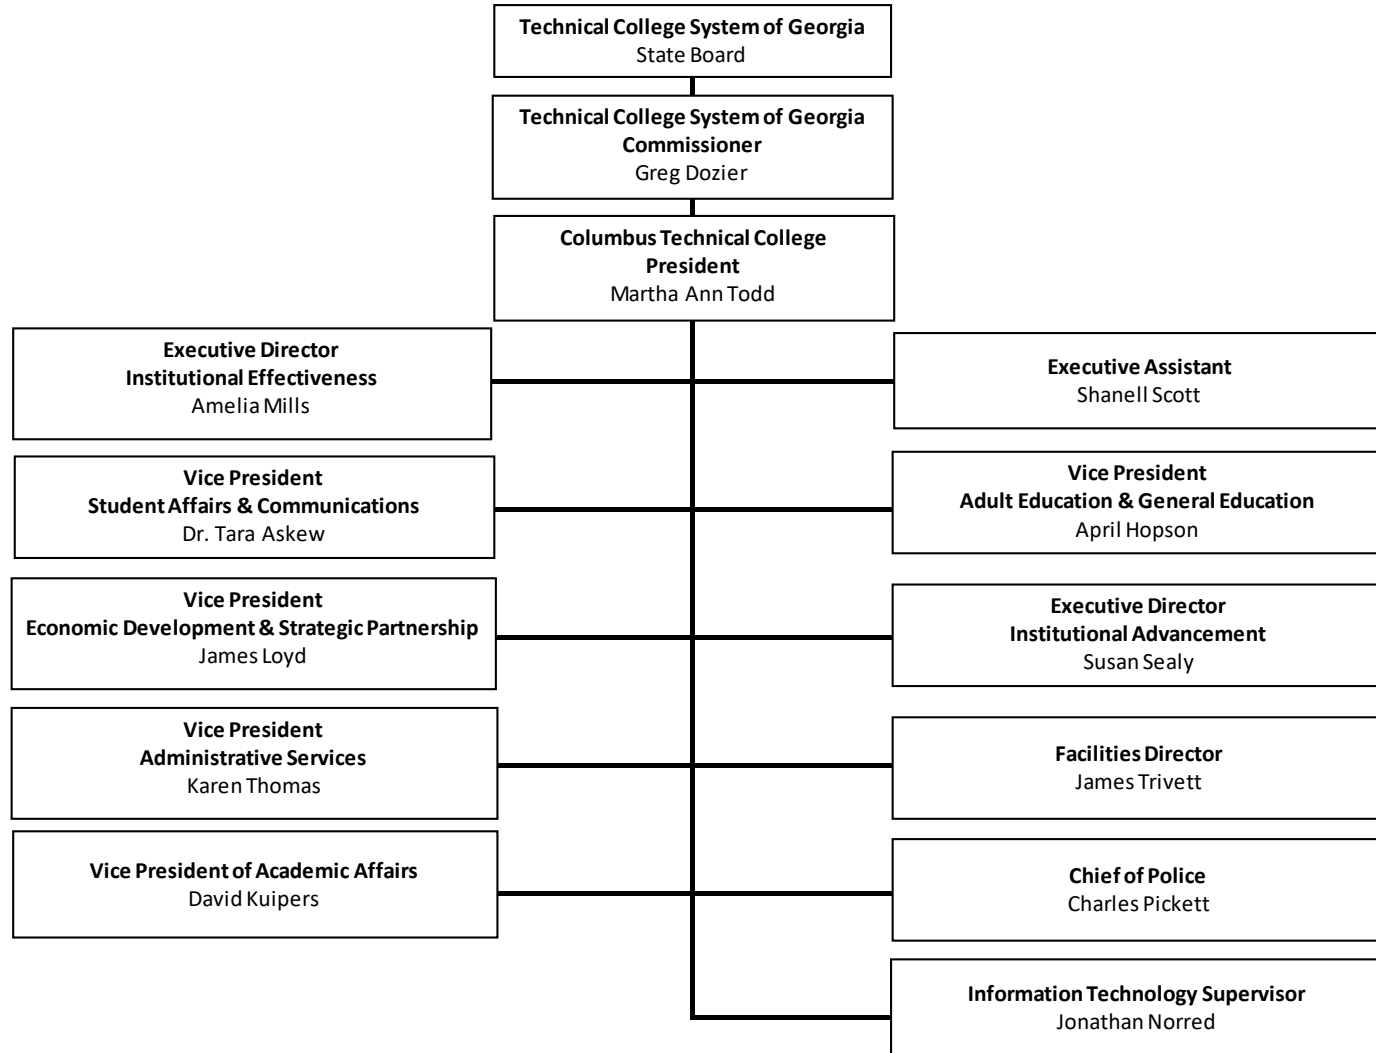 Technical College System of Georgia
State Board
Technical College System of Georgia
Commissioner
Greg Dozier
Columbus Technical College
President
Martha Ann Todd
Executive Director
Institutional Effectiveness
Amelia Mills
Executive Assistant
Shanell Scott
Vice President
Student Affairs & Communications
Dr. Tara Askew
Vice President
Adult Education & General Education
April Hopson
Vice President
Economic Development & Strategic Partnership
James Loyd
Executive Director
Institutional Advancement
Susan Sealy
Vice President
Administrative Services
Karen Thomas
Facilities Director
James Trivett
Vice President of Academic Affairs
David Kuipers
Chief of Police
Charles Pickett
Information Technology Supervisor
Jonathan Norred